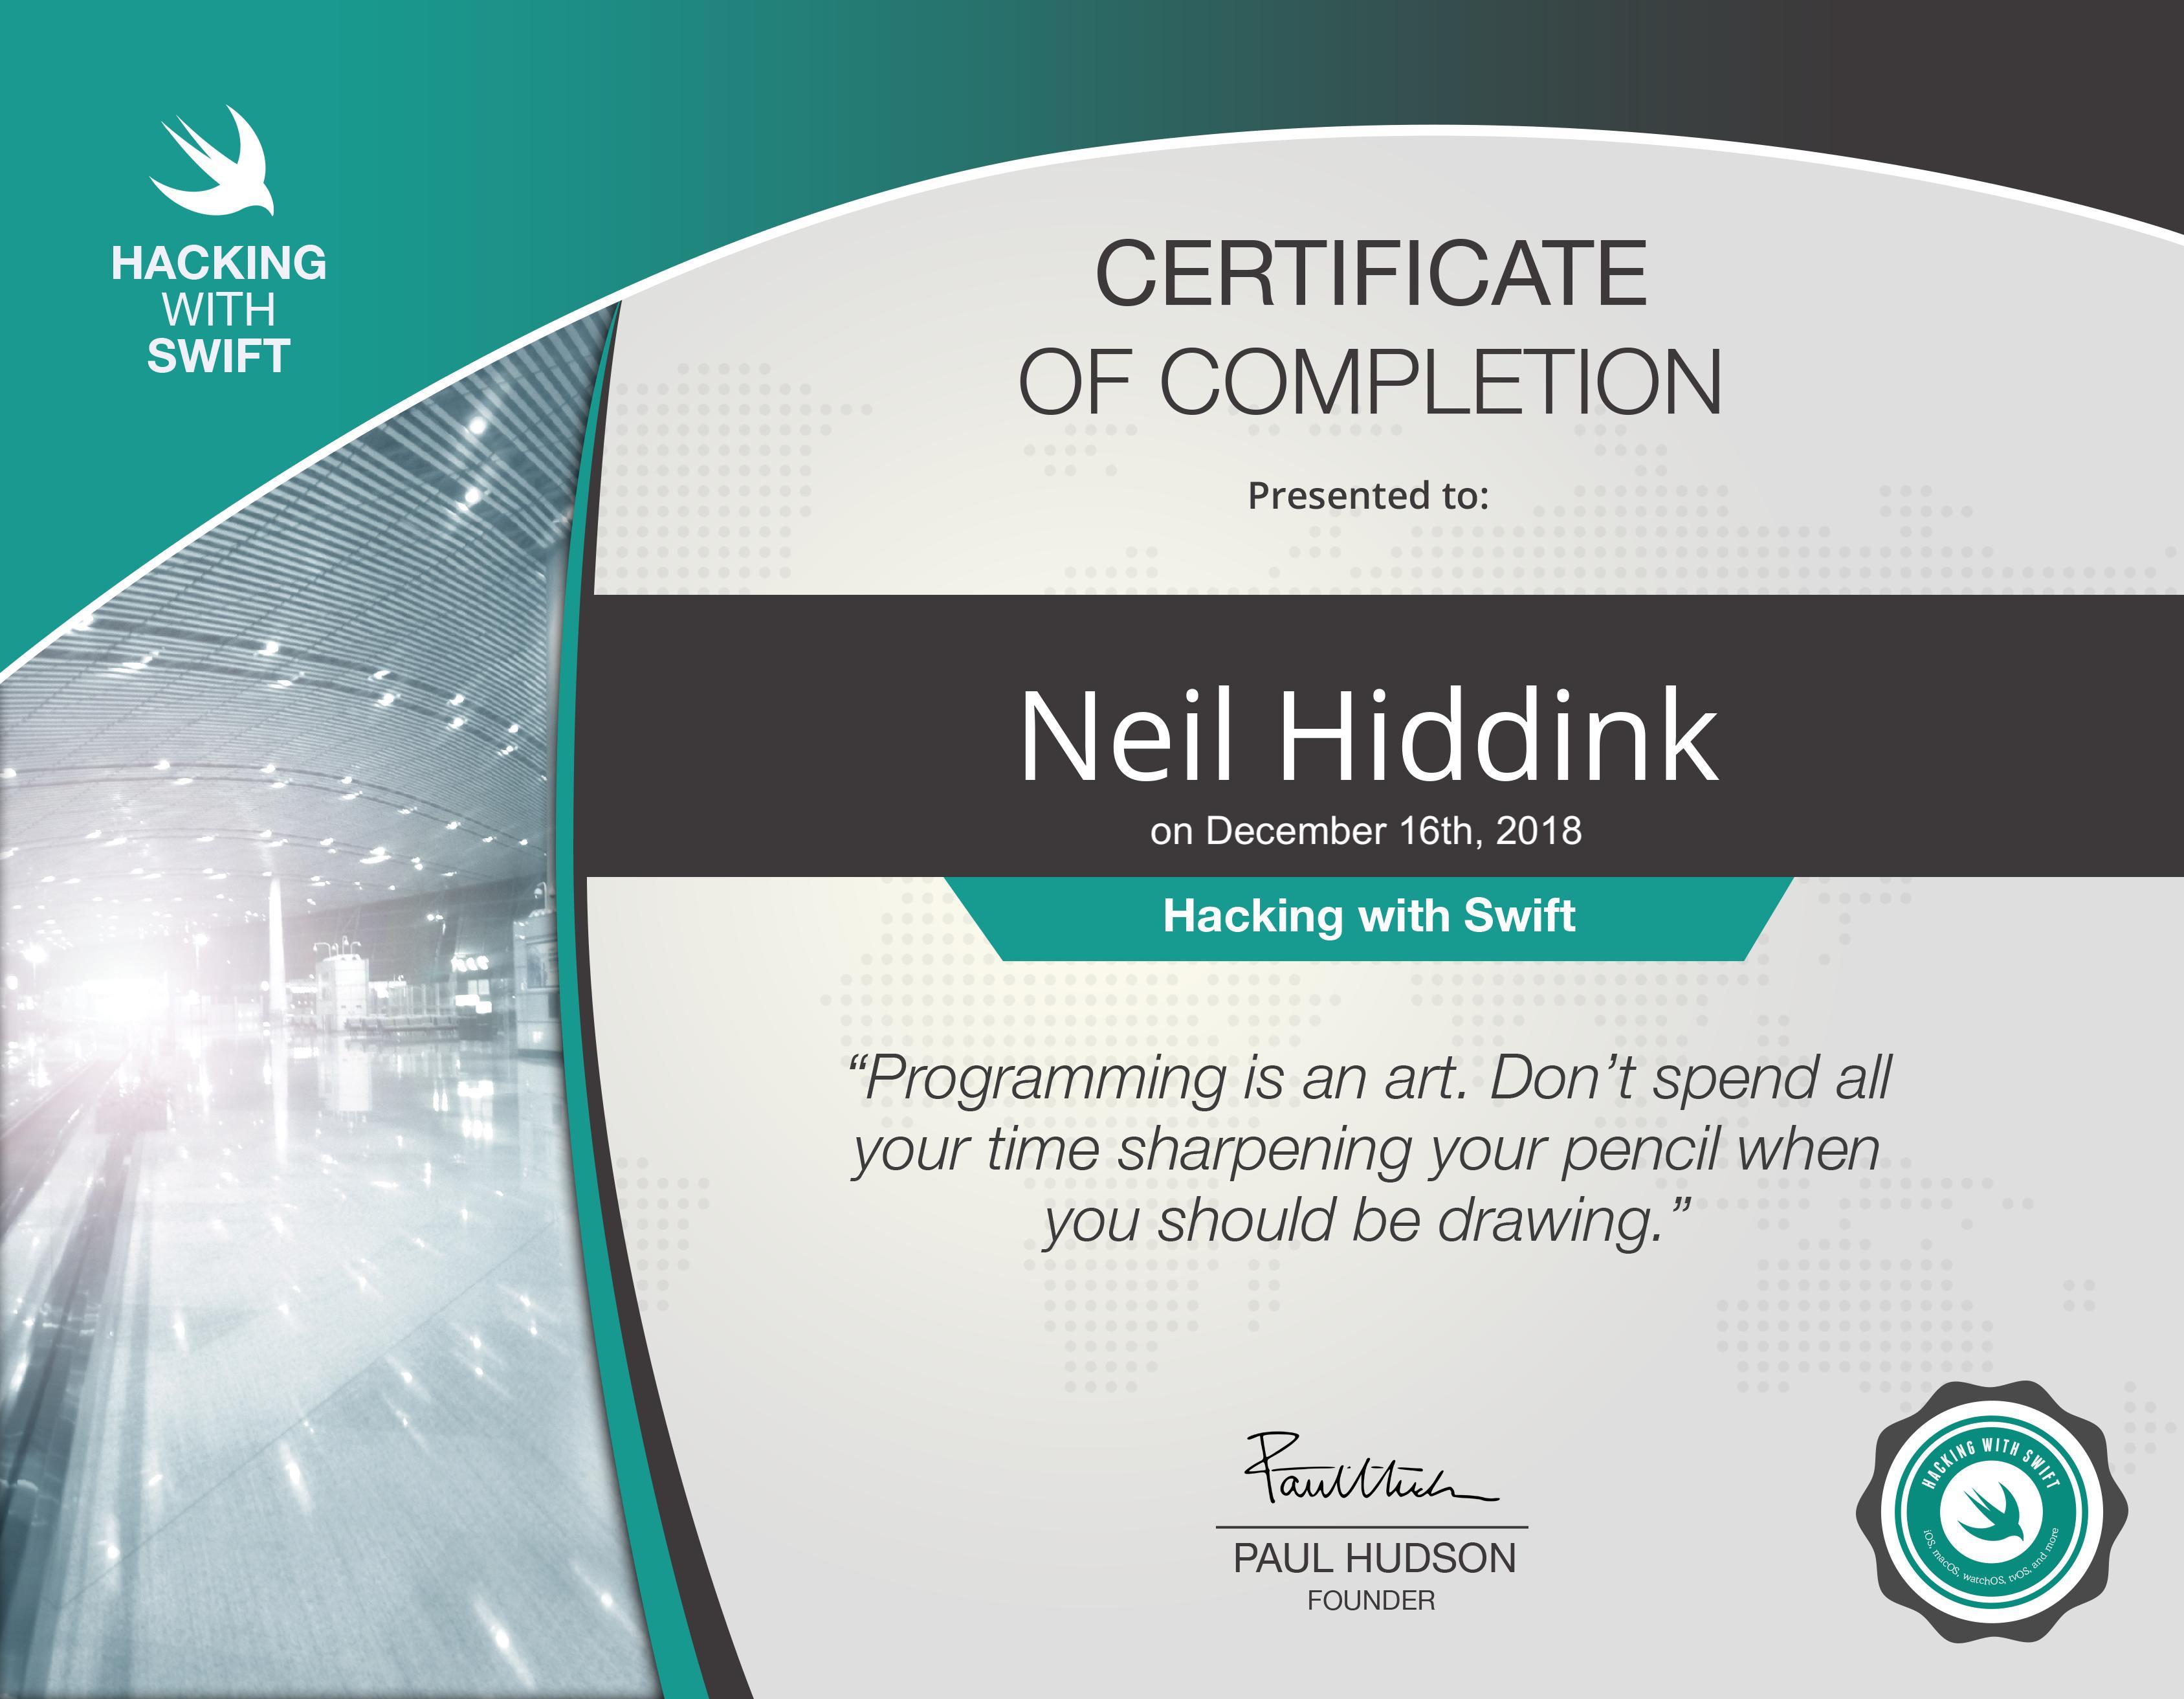 HACKING
WITH
SWIFT
CERTIFICATE
OF COMPLETION
Presented to:
Neil Hiddink
on December 16th, 2018
Hacking with Swift
“Programming is an art. Don’t spend all
your time sharpening your pencil when
you should be drawing.”
PAUL HUDSON
FOUNDER
HACKING WITH SWIFT
iOS, macOS, watchOS, tvOS, and more